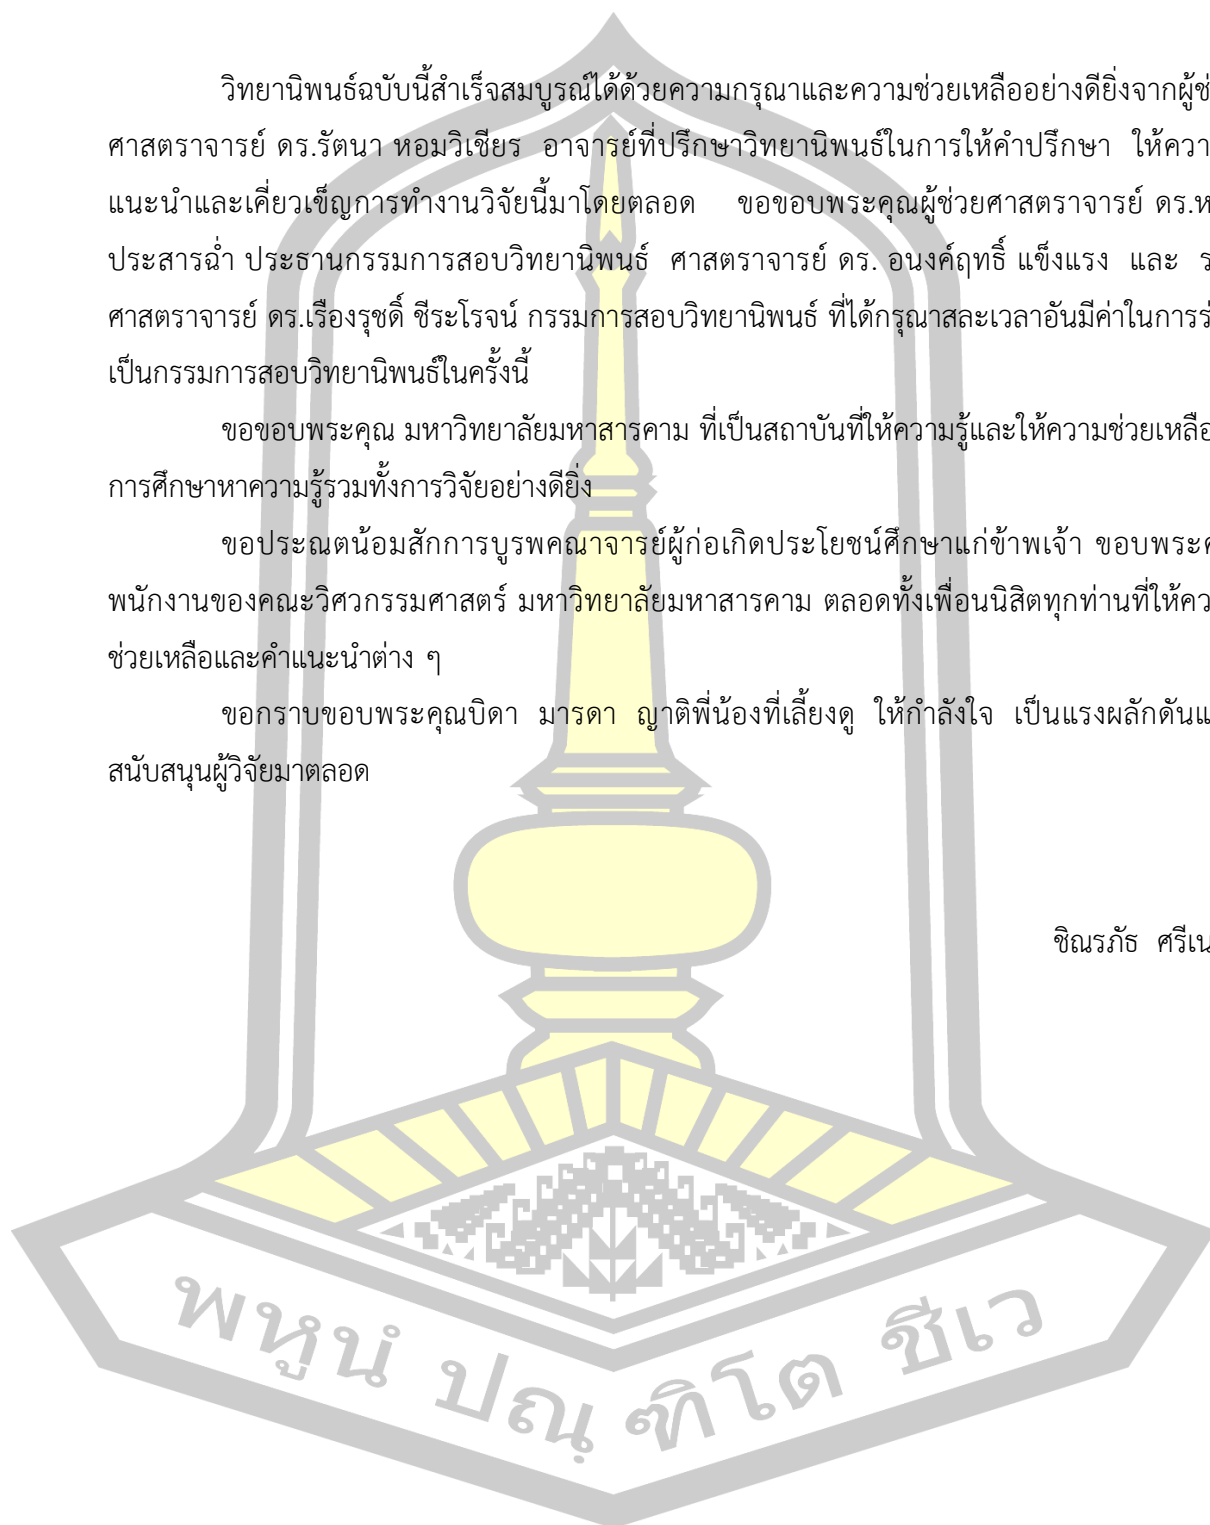 วิทยานิพนธ์ฉบับนี้สำเร็จสมบูรณ์ได้ด้วยความกรุณาและความช่วยเหลืออย่างดียิ่งจากผู้ช่
ศาสตราจารย์ ดร.รัตนา หอมวิเชียร อาจารย์ที่ปรึกษาวิทยานิพนธ์ในการให้คำปรึกษา ให้ควา
แนะนำและเคี่ยวเข็ญการทำงานวิจัยนี้มาโดยตลอด ขอขอบพระคุณผู้ช่วยศาสตราจารย์ ดร.ห
ประสารฉ่ำ ประธานกรรมการสอบวิทยานิพนธ์ ศาสตราจารย์ ดร. อนงค์ฤทธิ์ แข็งแรง และ ร
ศาสตราจารย์ ดร.เรืองรุชดิ์ ชีระโรจน์ กรรมการสอบวิทยานิพนธ์ ที่ได้กรุณาสละเวลาอันมีค่าในการร่
เป็นกรรมการสอบวิทยานิพนธ์ในครั้งนี้
ขอขอบพระคุณ มหาวิทยาลัยมหาสารคาม ที่เป็นสถาบันที่ให้ความรู้และให้ความช่วยเหลือ
การศึกษาหาความรู้รวมทั้งการวิจัยอย่างดียิ่ง
ขอประณตน้อมสักการบูรพคณาจารย์ผู้ก่อเกิดประโยชน์ศึกษาแก่ข้าพเจ้า ขอบพระค
พนักงานของคณะวิศวกรรมศาสตร์ มหาวิทยาลัยมหาสารคาม ตลอดทั้งเพื่อนนิสิตทุกท่านที่ให้คว
ช่วยเหลือและคำแนะนำต่าง ๆ
ขอกราบขอบพระคุณบิดา มารดา ญาติพี่น้องที่เลี้ยงดู ให้กำลังใจ เป็นแรงผลักดันแ
สนับสนุนผู้วิจัยมาตลอด
ชิณรภัธ ศรีเน
พหูนํ ปณฺฑิโต ชีเว